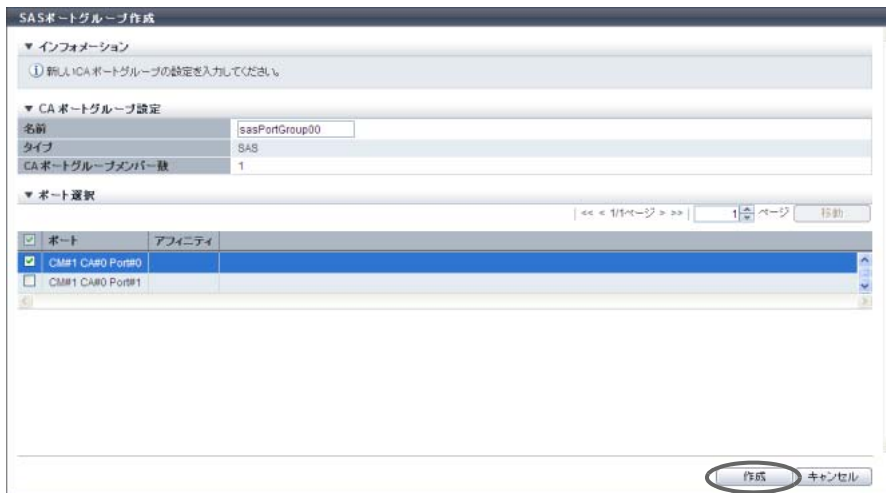 SASポートグループ作成
▼ インフォメーション
新しいCAポートグループの設定を入力してください。
▼ CA ポートグループ設定
名前 sasPortGroup00
タイプ SAS
CAポートグループメンバー数 1
▼ ポート選択
| << < 1/1ページ > >> | 1 ページ 移動
ポート アフィニティ
CM#1 CA#0 Port#0
CM#1 CA#0 Port#1
作成 キャンセル